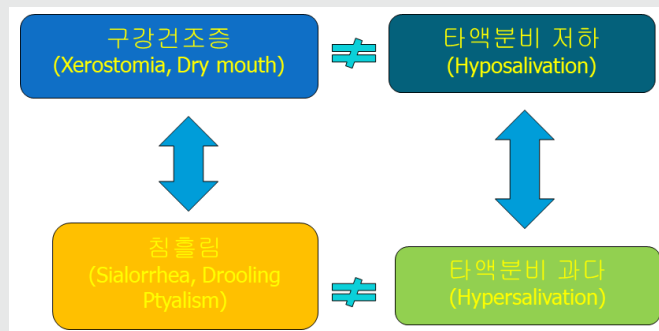 구강건조증
(Xerostomia, Dry mouth)
≠
타액분비 저하
(Hyposalivation)
침흘림
(Sialorrhea, Drooling
Ptyalism)
≠
타액분비 과다
(Hypersalivation)